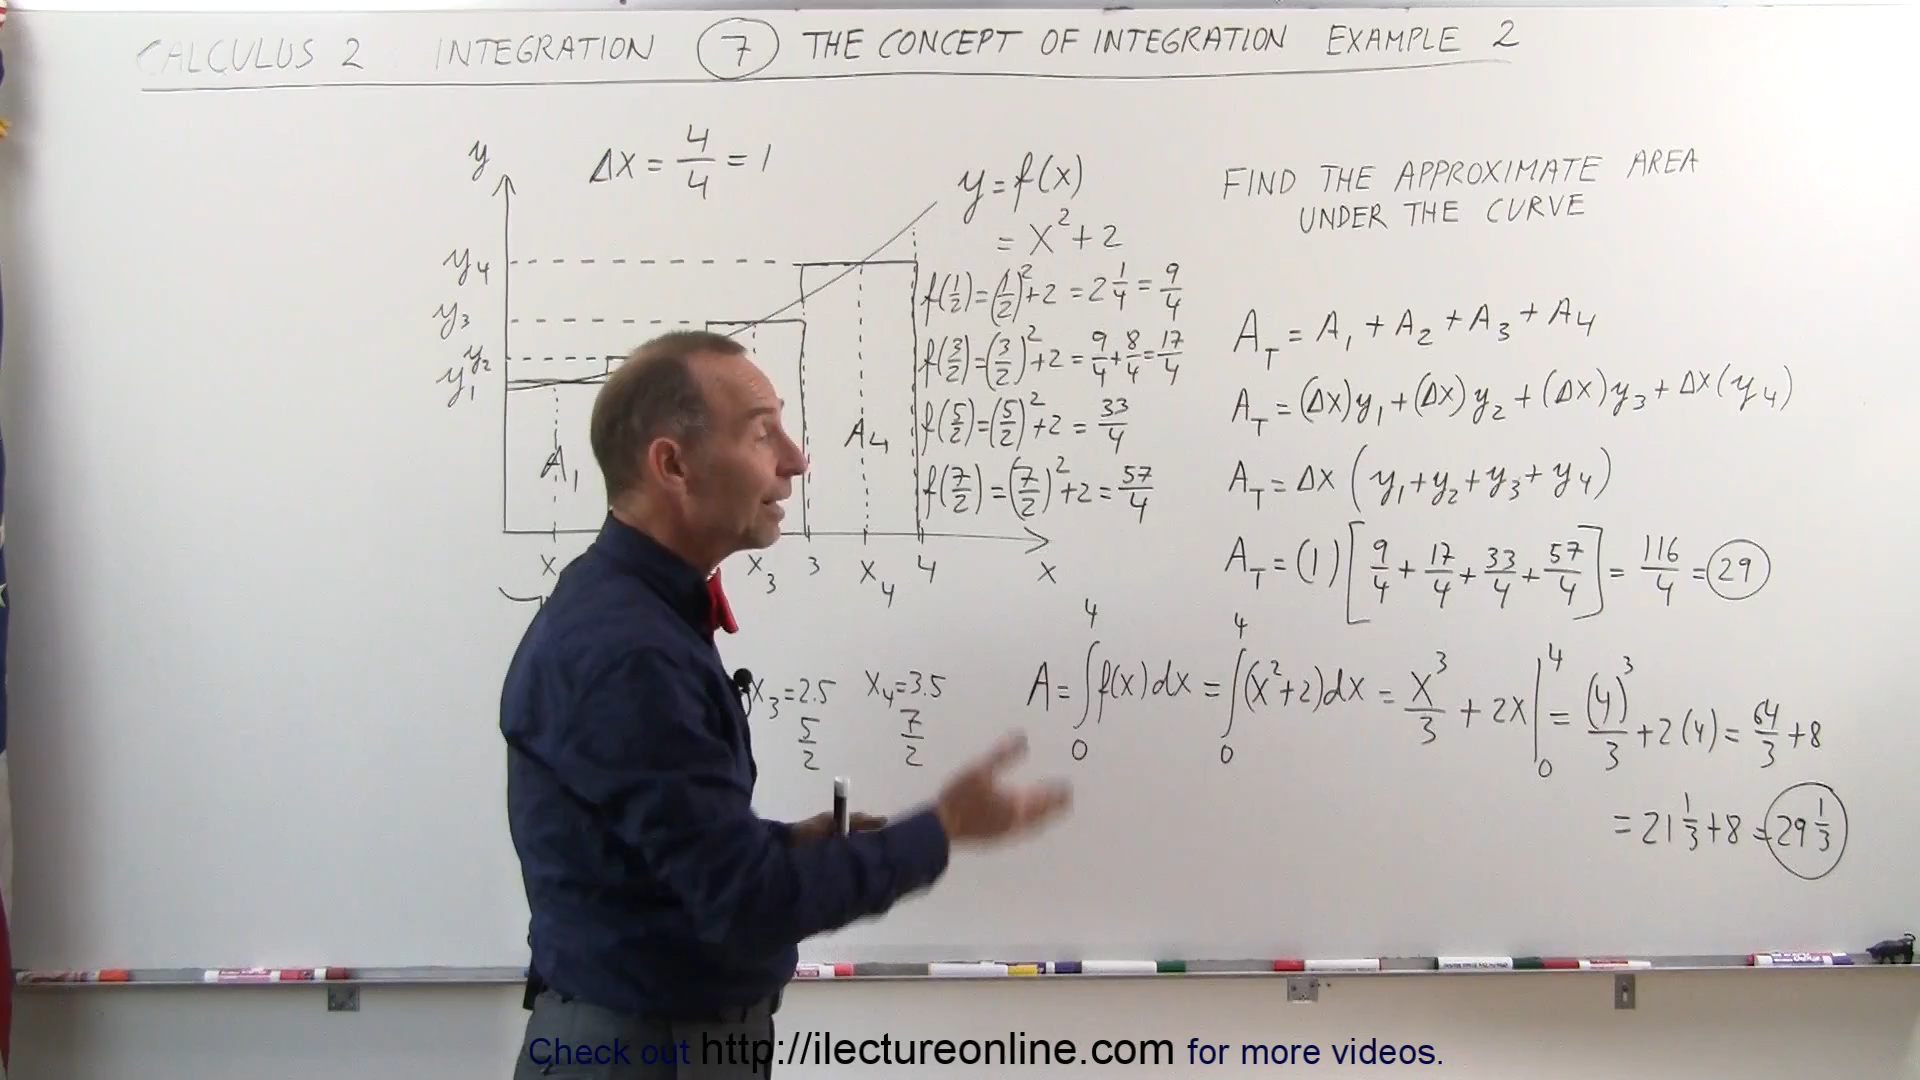 CALCULUS 2 INTEGRATION 7 THE CONCEPT OF INTEGRATION EXAMPLE 2
y
Δx = 4/4 = 1
y = f(x)
= x² + 2
y₄
y₃
y₂
y₁
A₁
A₄
x
x₃
3
x₄
4
x
f(1/2) = (1/2)² + 2 = 2 1/4 = 9/4
f(3/2) = (3/2)² + 2 = 9/4 + 8/4 = 17/4
f(5/2) = (5/2)² + 2 = 33/4
f(7/2) = (7/2)² + 2 = 57/4
x₃ = 2.5
5/2
x₄ = 3.5
7/2
FIND THE APPROXIMATE AREA
UNDER THE CURVE
A_T = A₁ + A₂ + A₃ + A₄
A_T = (Δx)y₁ + (Δx)y₂ + (Δx)y₃ + Δx(y₄)
A_T = Δx (y₁ + y₂ + y₃ + y₄)
A_T = (1) [9/4 + 17/4 + 33/4 + 57/4] = 116/4 = 29
A = ∫₀⁴ f(x) dx = ∫₀⁴ (x² + 2) dx = x³/3 + 2x |₀⁴ = (4)³/3 + 2(4) = 64/3 + 8
= 21 1/3 + 8 = 29 1/3
Check out http://ilectureonline.com for more videos.